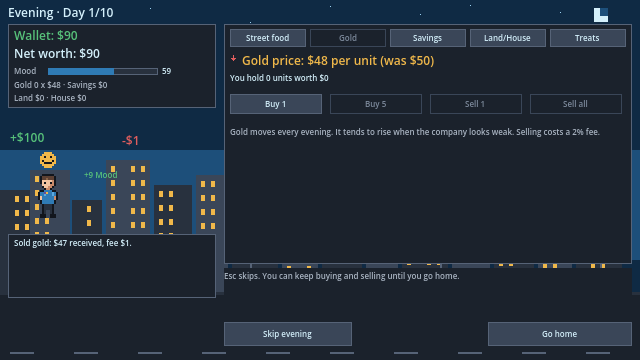 Evening · Day 1/10
Wallet: $90
Net worth: $90
Mood 59
Gold 0 x $48 · Savings $0
Land $0 · House $0
+$100
-$1
+9 Mood
Sold gold: $47 received, fee $1.
Street food
Gold
Savings
Land/House
Treats
Gold price: $48 per unit (was $50)
You hold 0 units worth $0
Buy 1
Buy 5
Sell 1
Sell all
Gold moves every evening. It tends to rise when the company looks weak. Selling costs a 2% fee.
Esc skips. You can keep buying and selling until you go home.
Skip evening
Go home